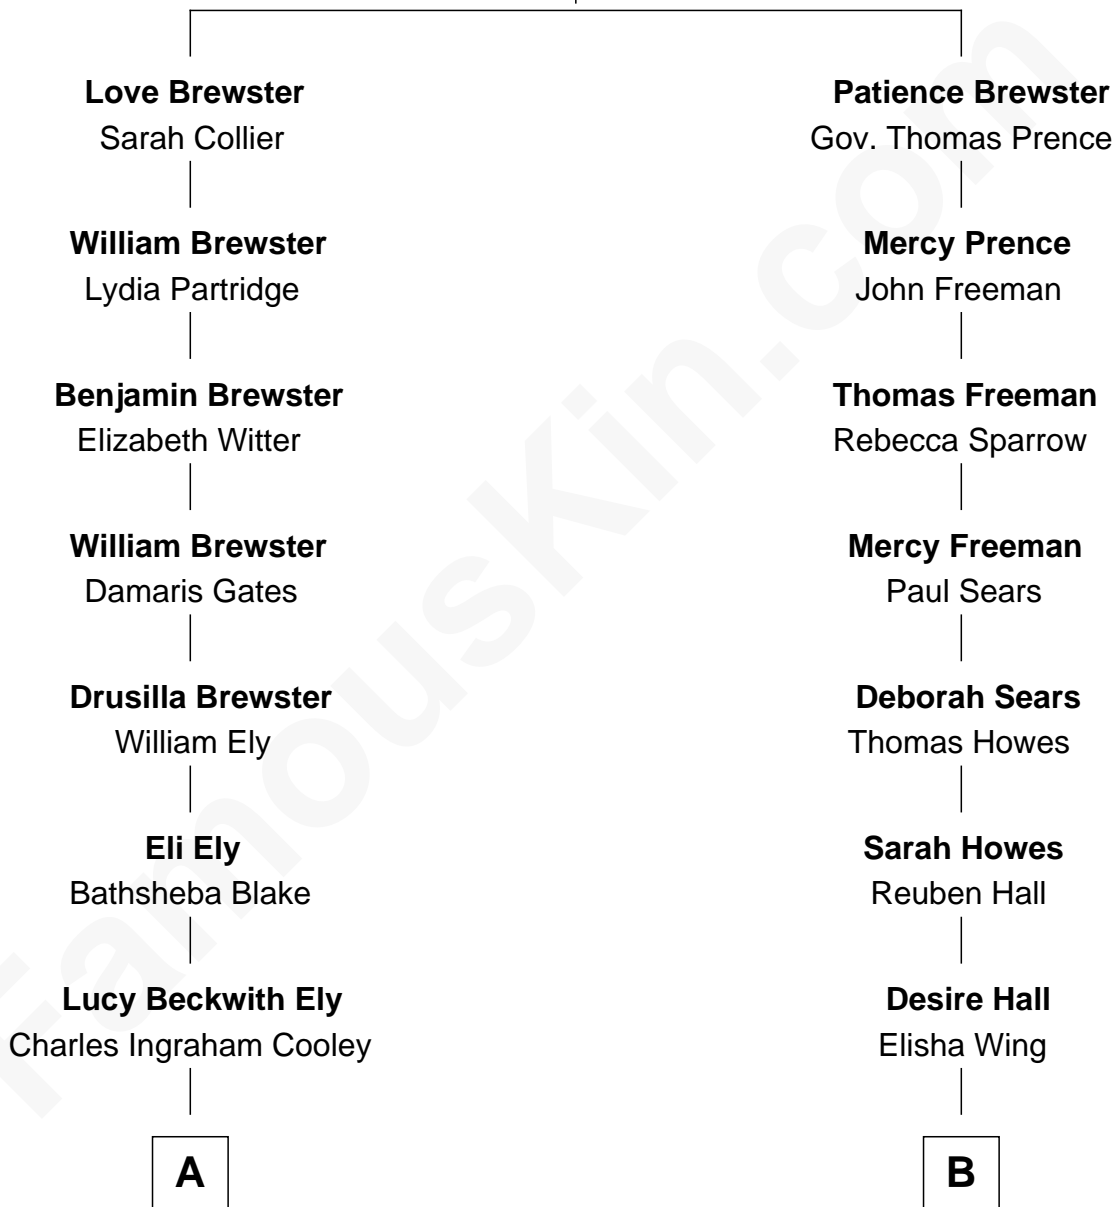 Love Brewster
Sarah Collier
Patience Brewster
Gov. Thomas Prence
William Brewster
Lydia Partridge
Mercy Prence
John Freeman
Benjamin Brewster
Elizabeth Witter
Thomas Freeman
Rebecca Sparrow
William Brewster
Damaris Gates
Mercy Freeman
Paul Sears
Drusilla Brewster
William Ely
Deborah Sears
Thomas Howes
Eli Ely
Bathsheba Blake
Sarah Howes
Reuben Hall
Lucy Beckwith Ely
Charles Ingraham Cooley
Desire Hall
Elisha Wing
A
B
FamousKin.com